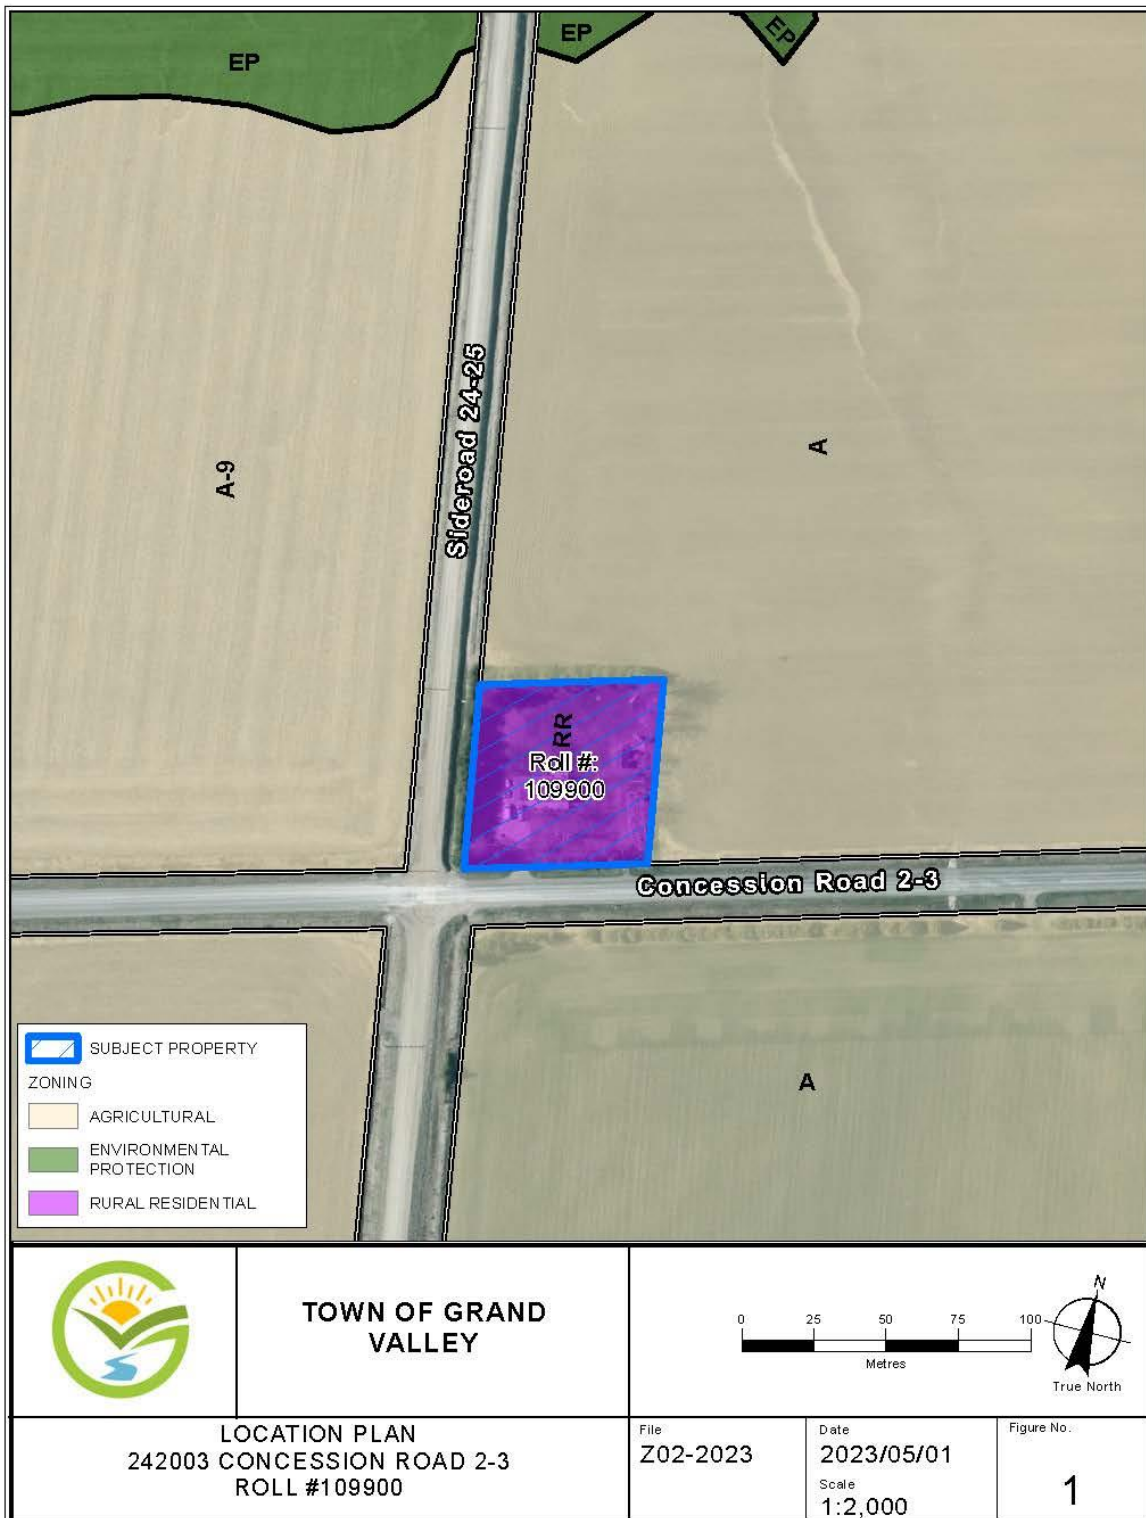 EP
EP
EP
Sideroad 24-25
A-9
A
RR
Roll #:
109900
Concession Road 2-3
A
SUBJECT PROPERTY
ZONING
AGRICULTURAL
ENVIRONMENTAL
PROTECTION
RURAL RESIDENTIAL
TOWN OF GRAND
VALLEY
0 25 50 75 100
Metres
N
True North
LOCATION PLAN
242003 CONCESSION ROAD 2-3
ROLL #109900
File
Z02-2023
Date
2023/05/01
Scale
1:2,000
Figure No.
1